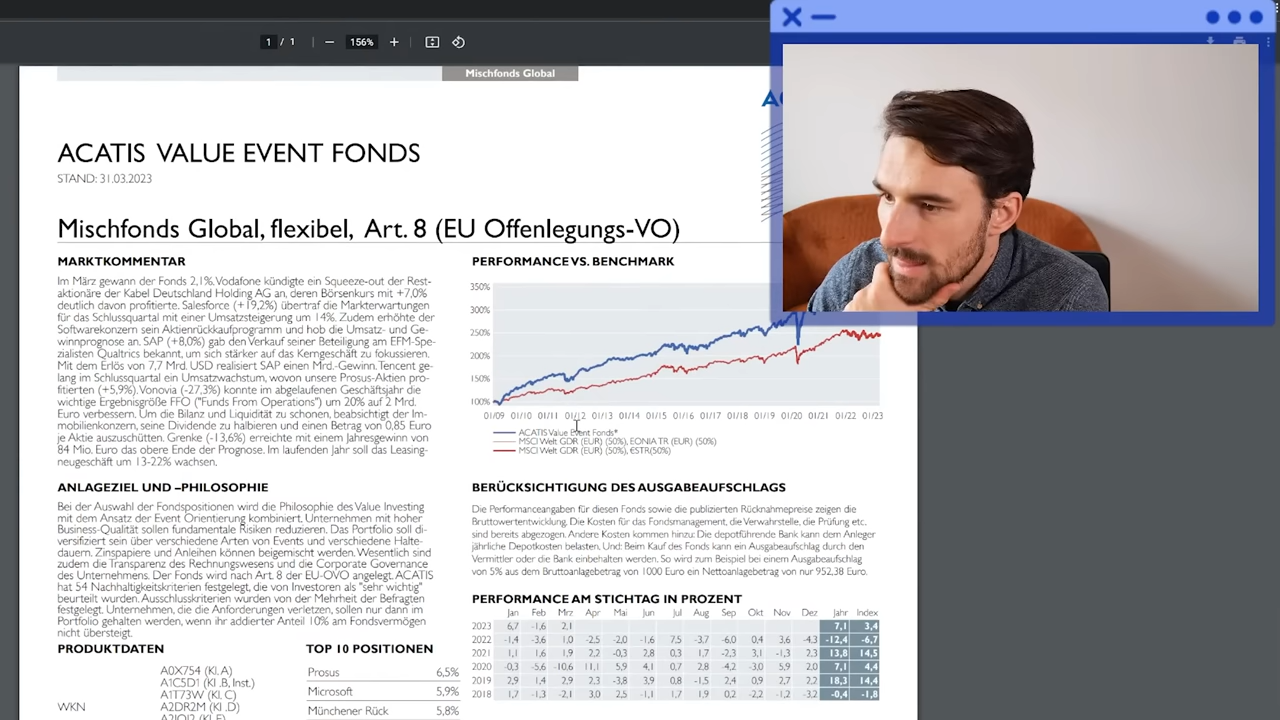 1 / 1
156%
Mischfonds Global
AC
ACATIS VALUE EVENT FONDS
STAND: 31.03.2023
Mischfonds Global, flexibel, Art. 8 (EU Offenlegungs-VO)
MARKTKOMMENTAR
Im März gewann der Fonds 2,1%. Vodafone kündigte ein Squeeze-out der Rest-
aktionäre der Kabel Deutschland Holding AG an, deren Börsenkurs mit +7,0%
deutlich davon profitierte. Salesforce (+19,2%) übertraf die Markterwartungen
für das Schlussquartal mit einer Umsatzsteigerung um 14%. Zudem erhöhte der
Softwarekonzern sein Aktienrückkaufprogramm und hob die Umsatz- und Ge-
winnprognose an. SAP (+8,0%) gab den Verkauf seiner Beteiligung am EFM-Spe-
zialisten Qualtrics bekannt, um sich stärker auf das Kerngeschäft zu fokussieren.
Mit dem Erlös von 7,7 Mrd. USD realisiert SAP einen Mrd.-Gewinn. Tencent ge-
lang im Schlussquartal ein Umsatzwachstum, wovon unsere Prosus-Aktien pro-
fitierten (+5,9%). Vonovia (-27,3%) konnte im abgelaufenen Geschäftsjahr die
wichtige Ergebnisgröße FFO ("Funds From Operations") um 20% auf 2 Mrd.
Euro verbessern. Um die Bilanz und Liquidität zu schonen, beabsichtigt der Im-
mobilienkonzern, seine Dividende zu halbieren und einen Betrag von 0,85 Euro
je Aktie auszuschütten. Grenke (-13,6%) erreichte mit einem Jahresgewinn von
84 Mio. Euro das obere Ende der Prognose. Im laufenden Jahr soll das Leasing-
neugeschäft um 13-22% wachsen.
PERFORMANCE VS. BENCHMARK
350%
300%
250%
200%
150%
100%
01/09 01/10 01/11 01/12 01/13 01/14 01/15 01/16 01/17 01/18 01/19 01/20 01/21 01/22 01/23
ACATIS Value Event Fonds*
MSCI Welt GDR (EUR) (50%), EONIA TR (EUR) (50%)
MSCI Welt GDR (EUR) (50%), €STR(50%)
ANLAGEZIEL UND –PHILOSOPHIE
Bei der Auswahl der Fondspositionen wird die Philosophie des Value Investing
mit dem Ansatz der Event Orientierung kombiniert. Unternehmen mit hoher
Business-Qualität sollen fundamentale Risiken reduzieren. Das Portfolio soll di-
versifiziert sein über verschiedene Arten von Events und verschiedene Halte-
dauern. Zinspapiere und Anleihen können beigemischt werden. Wesentlich sind
zudem die Transparenz des Rechnungswesens und die Corporate Governance
des Unternehmens. Der Fonds wird nach Art. 8 der EU-OVO angelegt. ACATIS
hat 54 Nachhaltigkeitskriterien festgelegt, die von Investoren als "sehr wichtig"
beurteilt wurden. Ausschlusskriterien wurden von der Mehrheit der Befragten
festgelegt. Unternehmen, die die Anforderungen verletzen, sollen nur dann im
Portfolio gehalten werden, wenn ihr addierter Anteil 10% am Fondsvermögen
nicht übersteigt.
BERÜCKSICHTIGUNG DES AUSGABEAUFSCHLAGS
Die Performanceangaben für diesen Fonds sowie die publizierten Rücknahmepreise zeigen die
Bruttowertentwicklung. Die Kosten für das Fondsmanagement, die Verwahrstelle, die Prüfung etc.
sind bereits abgezogen. Andere Kosten kommen hinzu: Die depotführende Bank kann dem Anleger
jährliche Depotkosten belasten. Und: Beim Kauf des Fonds kann ein Ausgabeaufschlag durch den
Vermittler oder die Bank einbehalten werden. So wird zum Beispiel bei einem Ausgabeaufschlag
von 5% aus dem Bruttoanlagebetrag von 1000 Euro ein Nettoanlagebetrag von nur 952,38 Euro.
PERFORMANCE AM STICHTAG IN PROZENT
Jan Feb Mrz Apr Mai Jun Jul Aug Sep Okt Nov Dez Jahr Index
2023 6,7 -1,6 2,1 7,1 3,4
2022 -1,4 -3,6 1,0 -2,5 -2,0 -1,6 7,5 -3,7 -6,0 0,4 3,6 -4,3 -12,4 -6,7
2021 1,1 1,6 1,9 2,2 -0,3 2,8 0,3 1,7 -2,3 3,1 -1,3 2,3 13,8 14,5
2020 -0,3 -5,6 -10,6 11,1 5,9 4,1 0,7 2,8 -4,2 -3,0 5,9 2,0 7,1 4,4
2019 2,9 1,4 2,9 2,3 -3,8 3,9 0,8 -1,5 2,4 0,9 2,7 2,2 18,3 14,4
2018 1,7 -1,3 -2,1 3,0 2,5 -1,1 1,7 1,9 0,2 -2,2 -1,2 -3,2 -0,4 -1,8
PRODUKTDATEN
WKN
A0X754 (Kl. A)
A1C5D1 (Kl .B, Inst.)
A1T73W (Kl. C)
A2DR2M (Kl .D)
TOP 10 POSITIONEN
Prosus 6,5%
Microsoft 5,9%
Münchener Rück 5,8%